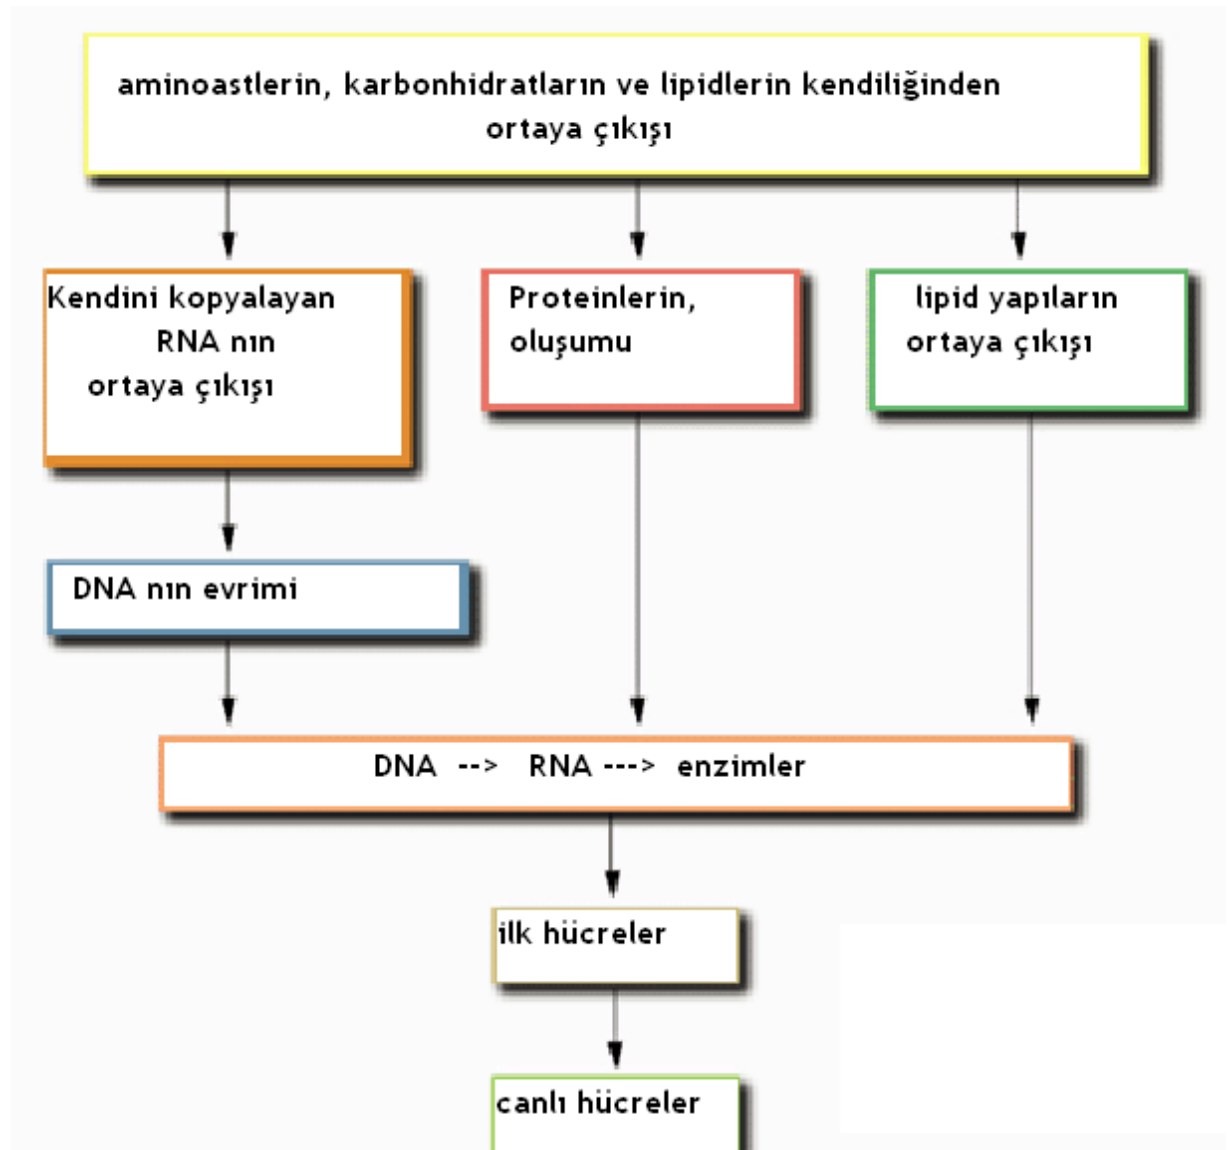 aminoastlerin, karbonhidratların ve lipidlerin kendiliğinden
ortaya çıkışı
Kendini kopyalayan
RNA nın
ortaya çıkışı
Proteinlerin,
oluşumu
lipid yapıların
ortaya çıkışı
DNA nın evrimi
DNA --> RNA ---> enzimler
ilk hücreler
canlı hücreler